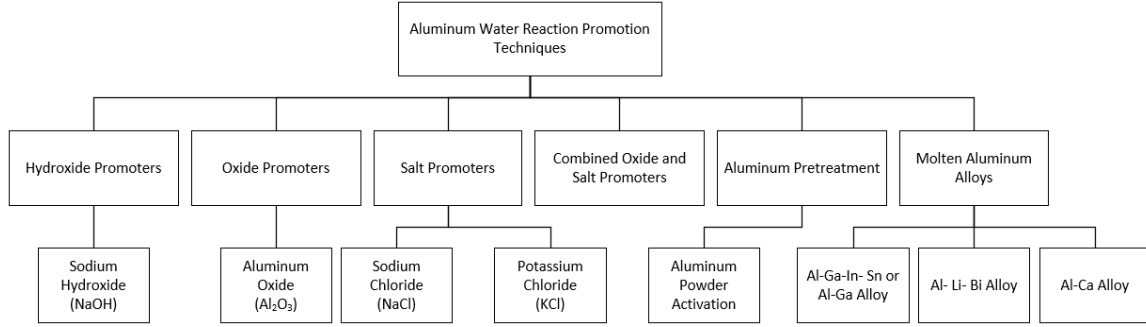 Aluminum Water Reaction Promotion
Techniques
Hydroxide Promoters
Oxide Promoters
Salt Promoters
Combined Oxide and
Salt Promoters
Aluminum Pretreatment
Molten Aluminum
Alloys
Sodium
Hydroxide
(NaOH)
Aluminum
Oxide
(Al₂O₃)
Sodium
Chloride
(NaCl)
Potassium
Chloride
(KCl)
Aluminum
Powder
Activation
Al-Ga-In- Sn or
Al-Ga Alloy
Al- Li- Bi Alloy
Al-Ca Alloy